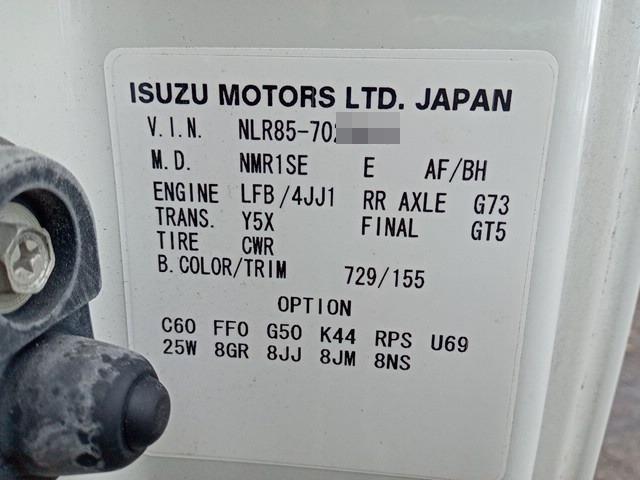 ISUZU MOTORS LTD. JAPAN
V.I.N. NLR85-702
M.D. NMR1SE E AF/BH
ENGINE LFB/4JJ1 RR AXLE G73
TRANS. Y5X FINAL GT5
TIRE CWR
B.COLOR/TRIM 729/155
OPTION
C60 FF0 G50 K44 RPS U69
25W 8GR 8JJ 8JM 8NS